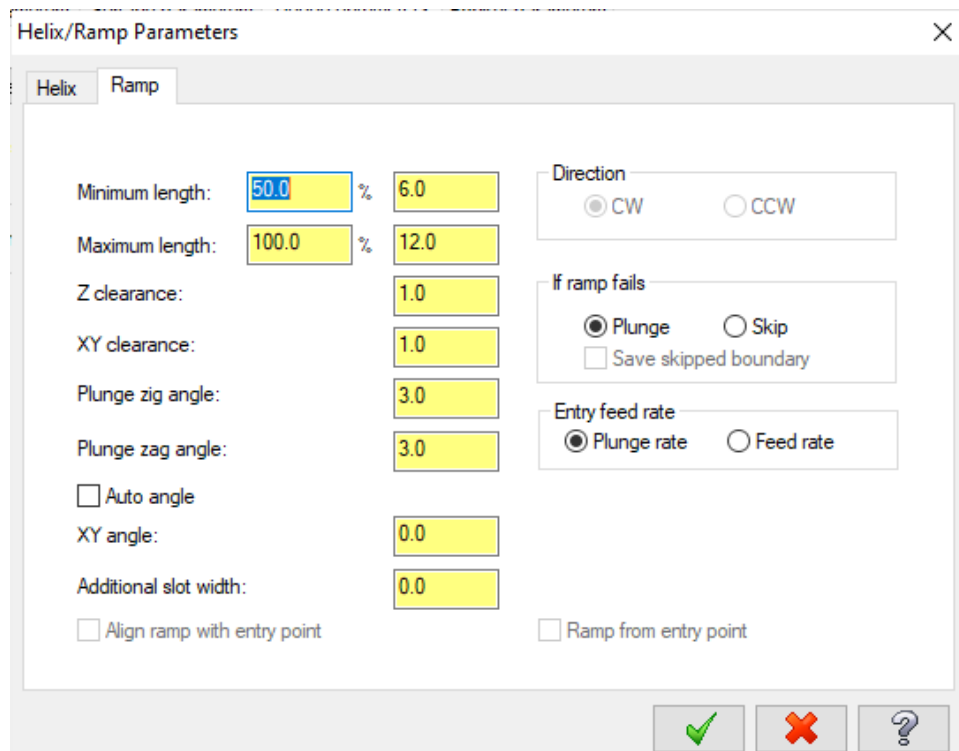 Helix/Ramp Parameters
Helix
Ramp
Minimum length: 50.0 % 6.0
Maximum length: 100.0 % 12.0
Z clearance: 1.0
XY clearance: 1.0
Plunge zig angle: 3.0
Plunge zag angle: 3.0
Auto angle
XY angle: 0.0
Additional slot width: 0.0
Align ramp with entry point
Direction
CW CCW
If ramp fails
Plunge Skip
Save skipped boundary
Entry feed rate
Plunge rate Feed rate
Ramp from entry point